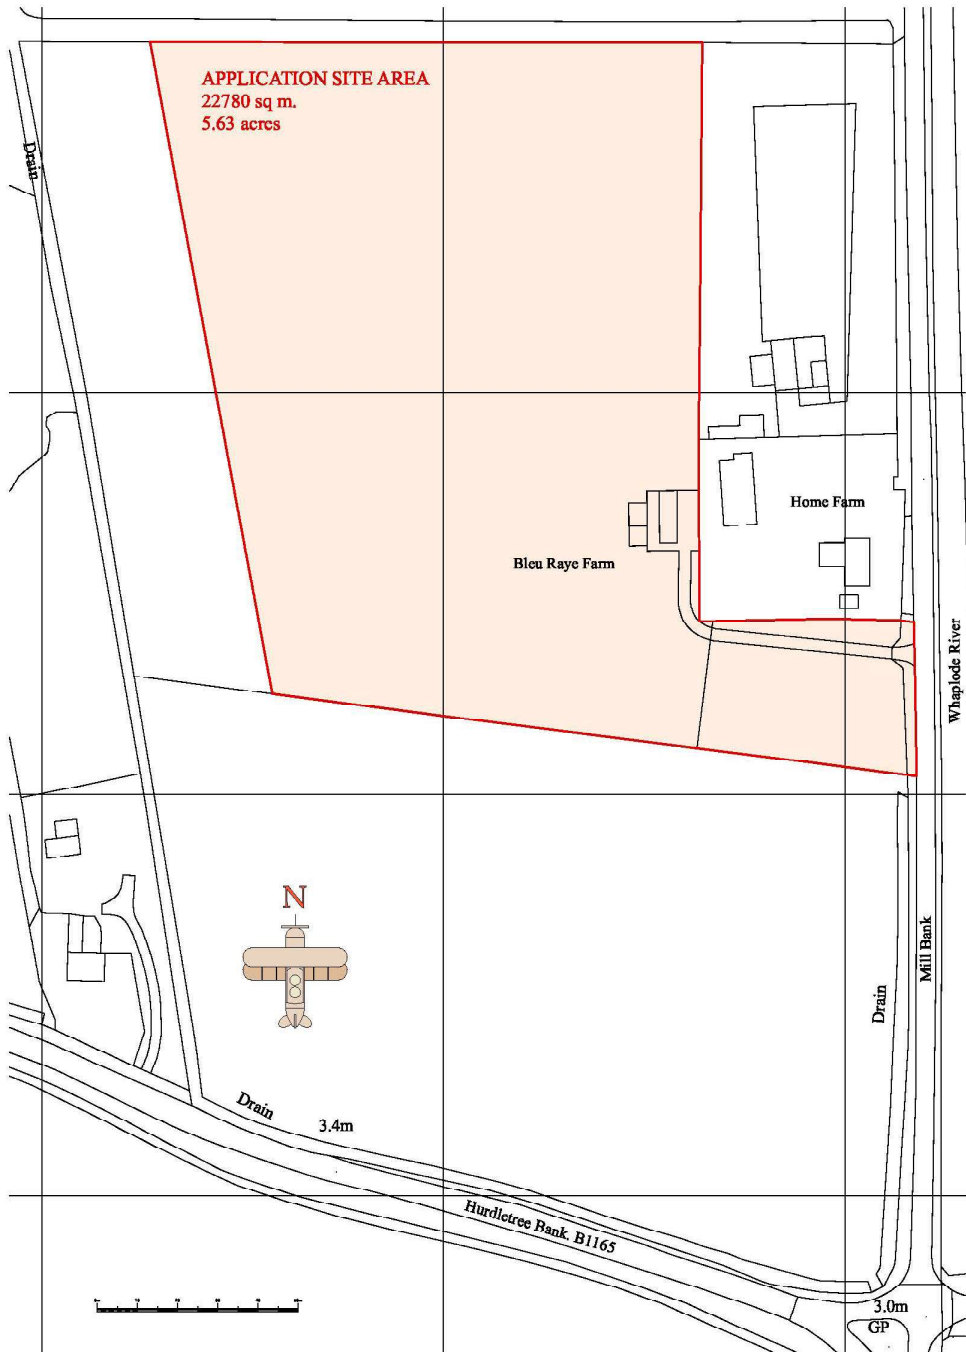 APPLICATION SITE AREA
22780 sq m.
5.63 acres
Drain
Home Farm
Bleu Raye Farm
Whaplode River
N
Mill Bank
Drain
Drain
3.4m
Hurdletree Bank, B1165
3.0m
GP